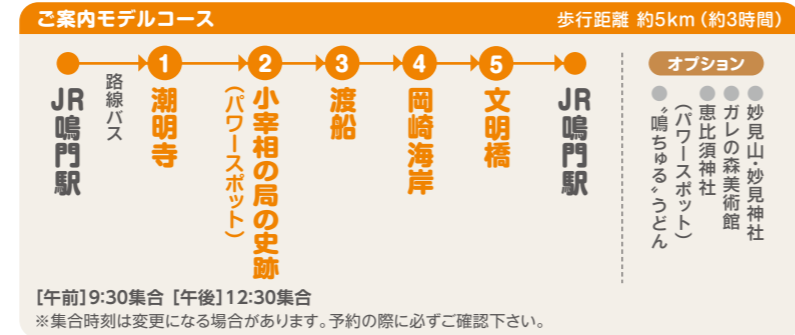 ご案内モデルコース
歩行距離 約5km（約3時間）
JR鳴門駅
路線バス
1
潮明寺
2
小宰相の局の史跡
（パワースポット）
3
渡船
4
岡崎海岸
5
文明橋
JR鳴門駅
オプション
妙見山・妙見神社
ガレの森美術館
恵比須神社
（パワースポット）
〝鳴ちゅる〟うどん
［午前］9:30集合 ［午後］12:30集合
※集合時刻は変更になる場合があります。予約の際に必ずご確認下さい。